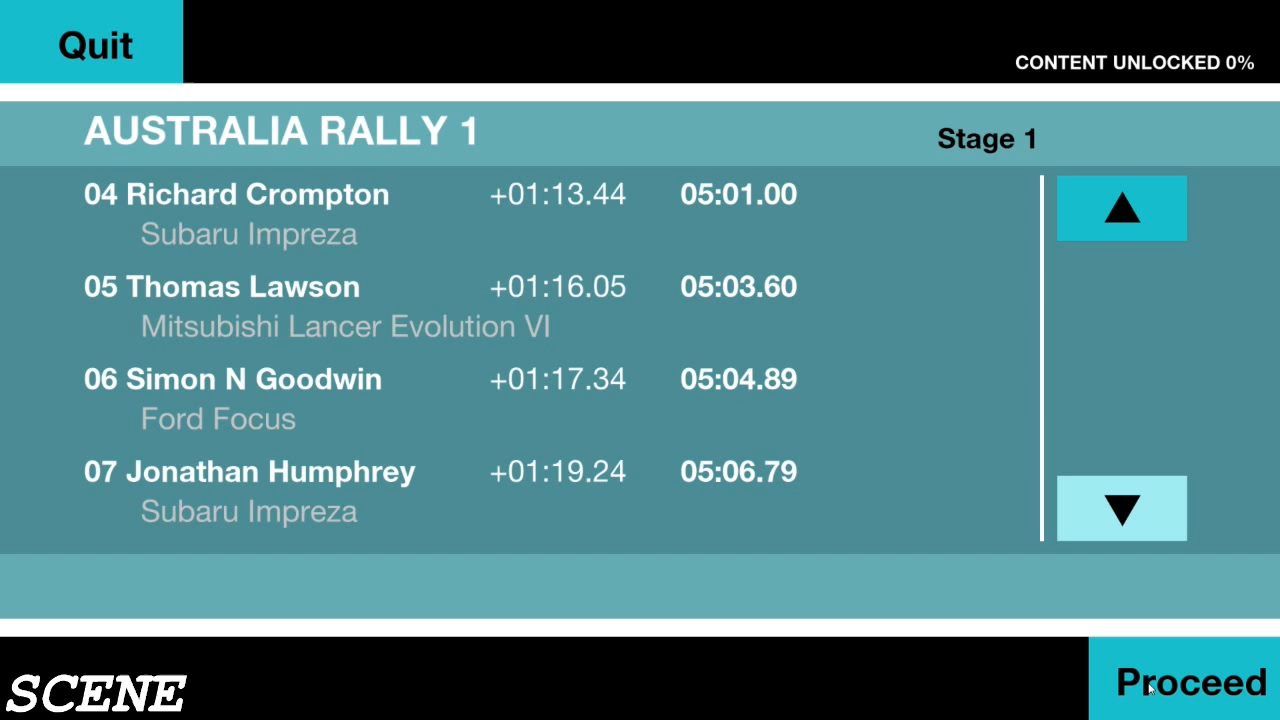 Quit
CONTENT UNLOCKED 0%
AUSTRALIA RALLY 1
Stage 1
04 Richard Crompton +01:13.44 05:01.00
Subaru Impreza
05 Thomas Lawson +01:16.05 05:03.60
Mitsubishi Lancer Evolution VI
06 Simon N Goodwin +01:17.34 05:04.89
Ford Focus
07 Jonathan Humphrey +01:19.24 05:06.79
Subaru Impreza
SCENE
Proceed